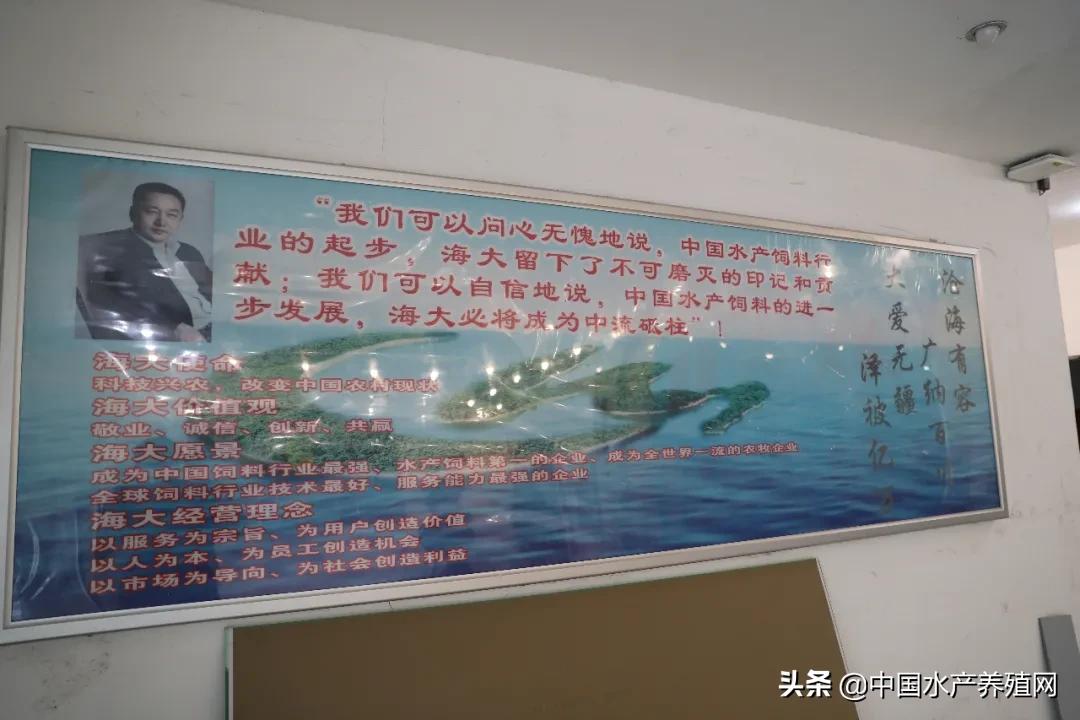 “我们可以问心无愧地说，中国水产饲料行
业的起步，海大留下了不可磨灭的印记和贡
献；我们可以自信地说，中国水产饲料的进一
步发展，海大必将成为中流砥柱”！
海大使命
科技兴农，改变中国农村现状
海大价值观
敬业、诚信、创新、共赢
海大愿景
成为中国饲料行业最强、水产饲料第一的企业、成为全世界一流的农牧企业
全球饲料行业技术最好、服务能力最强的企业
海大经营理念
以服务为宗旨、为用户创造价值
以人为本、为员工创造机会
以市场为导向、为社会创造利益
沧海有容
广纳百川
大爱无疆
泽被亿万
头条 @中国水产养殖网